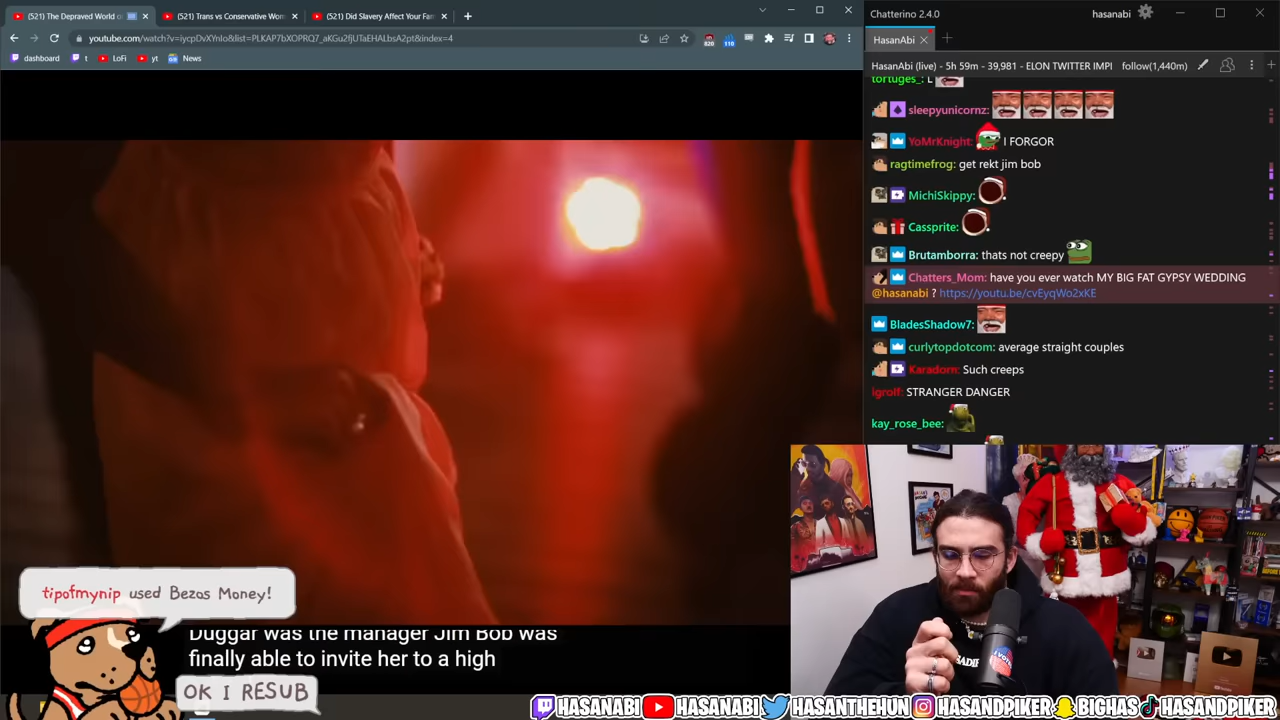 (521) The Depraved World o
(521) Trans vs Conservative Wom
(521) Did Slavery Affect Your Fam
youtube.com/watch?v=iycpDvXYnIo&list=PLKAP7bXOPRQ7_aKGu2fjUTaEHALbsA2pt&index=4
820
110
dashboard
t
LoFi
yt
News
Chatterino 2.4.0
hasanabi
HasanAbi
HasanAbi (live) - 5h 59m - 39,981 - ELON TWITTER IMPI
follow(1,440m)
tortuges_: L
sleepyunicornz:
YoMrKnight: I FORGOR
ragtimefrog: get rekt jim bob
MichiSkippy:
Cassprite:
Brutamborra: thats not creepy
Chatters_Mom: have you ever watch MY BIG FAT GYPSY WEDDING
@hasanabi ? https://youtu.be/cvEyqWo2xKE
BladesShadow7:
curlytopdotcom: average straight couples
Karadorn: Such creeps
igrolf: STRANGER DANGER
kay_rose_bee:
tipofmynip used Bezos Money!
Duggar was the manager Jim Bob was
finally able to invite her to a high
OK I RESUB
HASANABI
HASANABI
HASANTHEHUN
HASANDPIKER
BIGHAS
HASANDPIKER